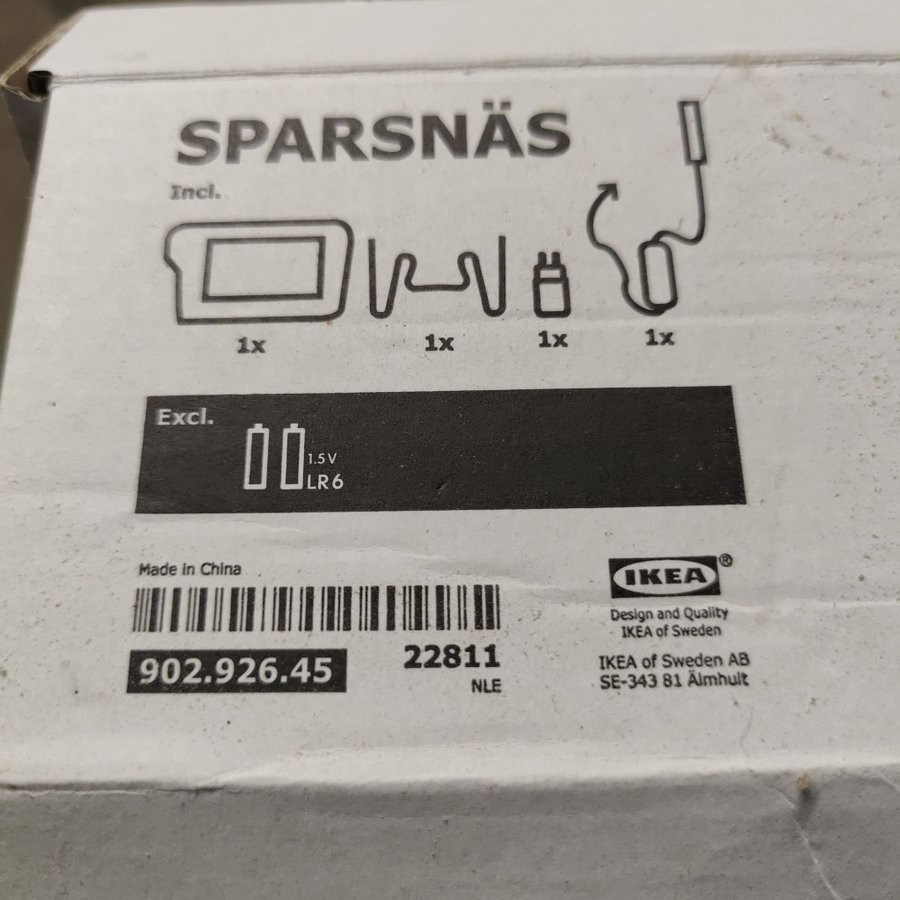 SPARSNÄS
Incl.
1x 1x 1x 1x
Excl.
1.5V
LR6
Made in China
902.926.45
22811
NLE
IKEA®
Design and Quality
IKEA of Sweden
IKEA of Sweden AB
SE-343 81 Älmhult